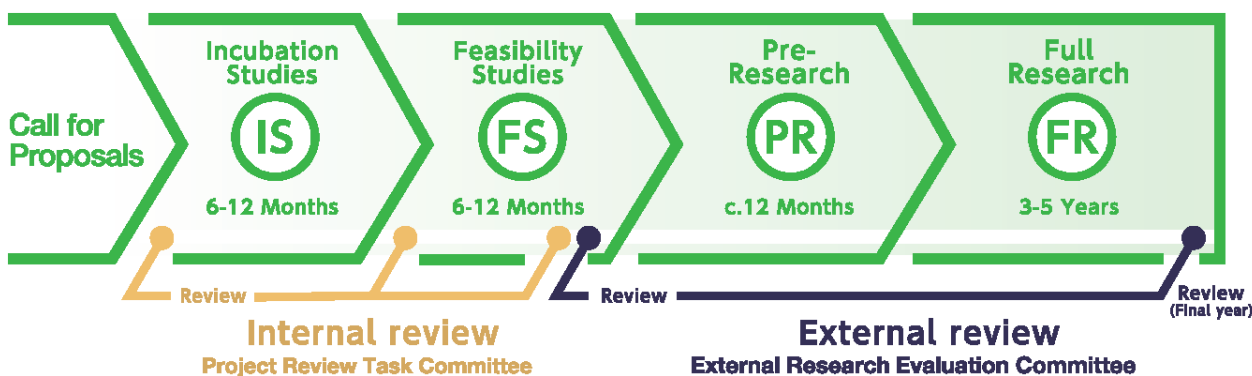 Call for
Proposals
Incubation
Studies
IS
6-12 Months
Feasibility
Studies
FS
6-12 Months
Pre-
Research
PR
c.12 Months
Full
Research
FR
3-5 Years
Review
Internal review
Project Review Task Committee
Review
External review
External Research Evaluation Committee
Review
(Final year)